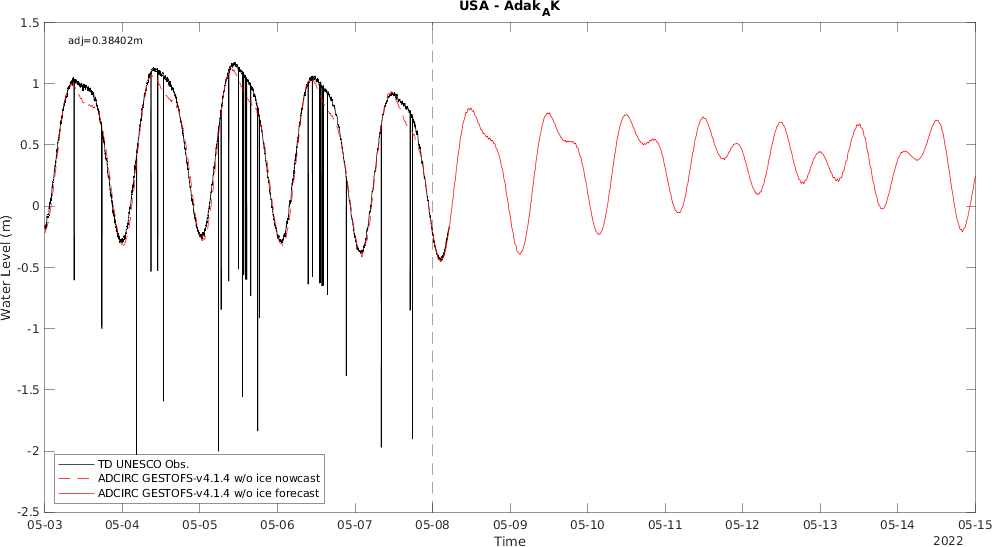 USA - Adak_AK
adj=0.38402m
1.5
1
0.5
0
-0.5
-1
-1.5
-2
-2.5
Water Level (m)
TD UNESCO Obs.
ADCIRC GESTOFS-v4.1.4 w/o ice nowcast
ADCIRC GESTOFS-v4.1.4 w/o ice forecast
05-03 05-04 05-05 05-06 05-07 05-08 05-09 05-10 05-11 05-12 05-13 05-14 05-15
Time
2022